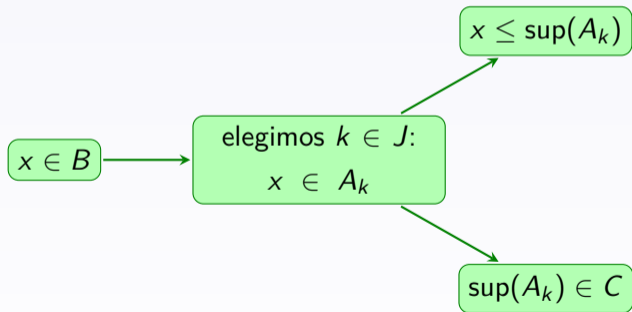 x ≤ sup(A_k)
x ∈ B
elegimos k ∈ J:
x ∈ A_k
sup(A_k) ∈ C